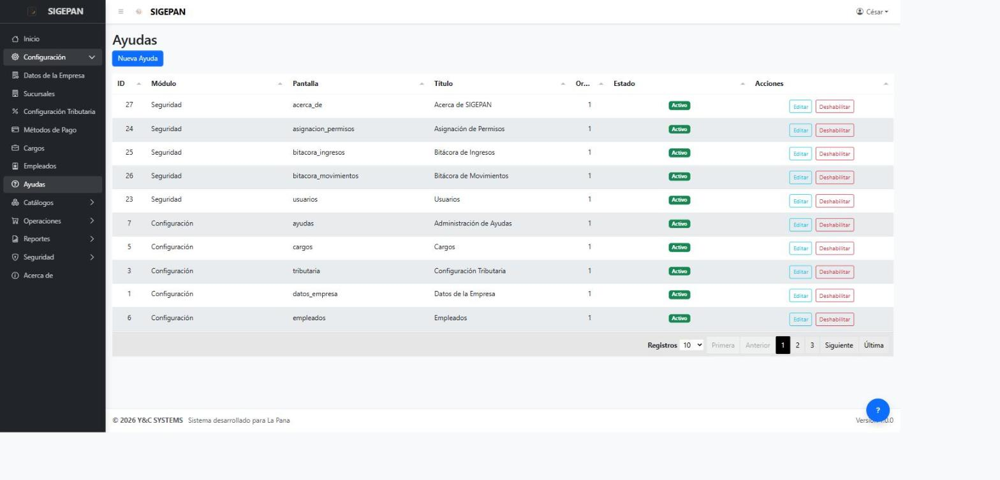 SIGEPAN
SIGEPAN
César
Inicio
Configuración
Datos de la Empresa
Sucursales
Configuración Tributaria
Métodos de Pago
Cargos
Empleados
Ayudas
Catálogos
Operaciones
Reportes
Seguridad
Acerca de
Ayudas
Nueva Ayuda
ID Módulo Pantalla Título Or... Estado Acciones
27 Seguridad acerca_de Acerca de SIGEPAN 1 Activo Editar Deshabilitar
24 Seguridad asignacion_permisos Asignación de Permisos 1 Activo Editar Deshabilitar
25 Seguridad bitacora_ingresos Bitácora de Ingresos 1 Activo Editar Deshabilitar
26 Seguridad bitacora_movimientos Bitácora de Movimientos 1 Activo Editar Deshabilitar
23 Seguridad usuarios Usuarios 1 Activo Editar Deshabilitar
7 Configuración ayudas Administración de Ayudas 1 Activo Editar Deshabilitar
5 Configuración cargos Cargos 1 Activo Editar Deshabilitar
3 Configuración tributaria Configuración Tributaria 1 Activo Editar Deshabilitar
1 Configuración datos_empresa Datos de la Empresa 1 Activo Editar Deshabilitar
6 Configuración empleados Empleados 1 Activo Editar Deshabilitar
Registros 10 Primera Anterior 1 2 3 Siguiente Última
?
© 2026 Y&C SYSTEMS Sistema desarrollado para La Pana